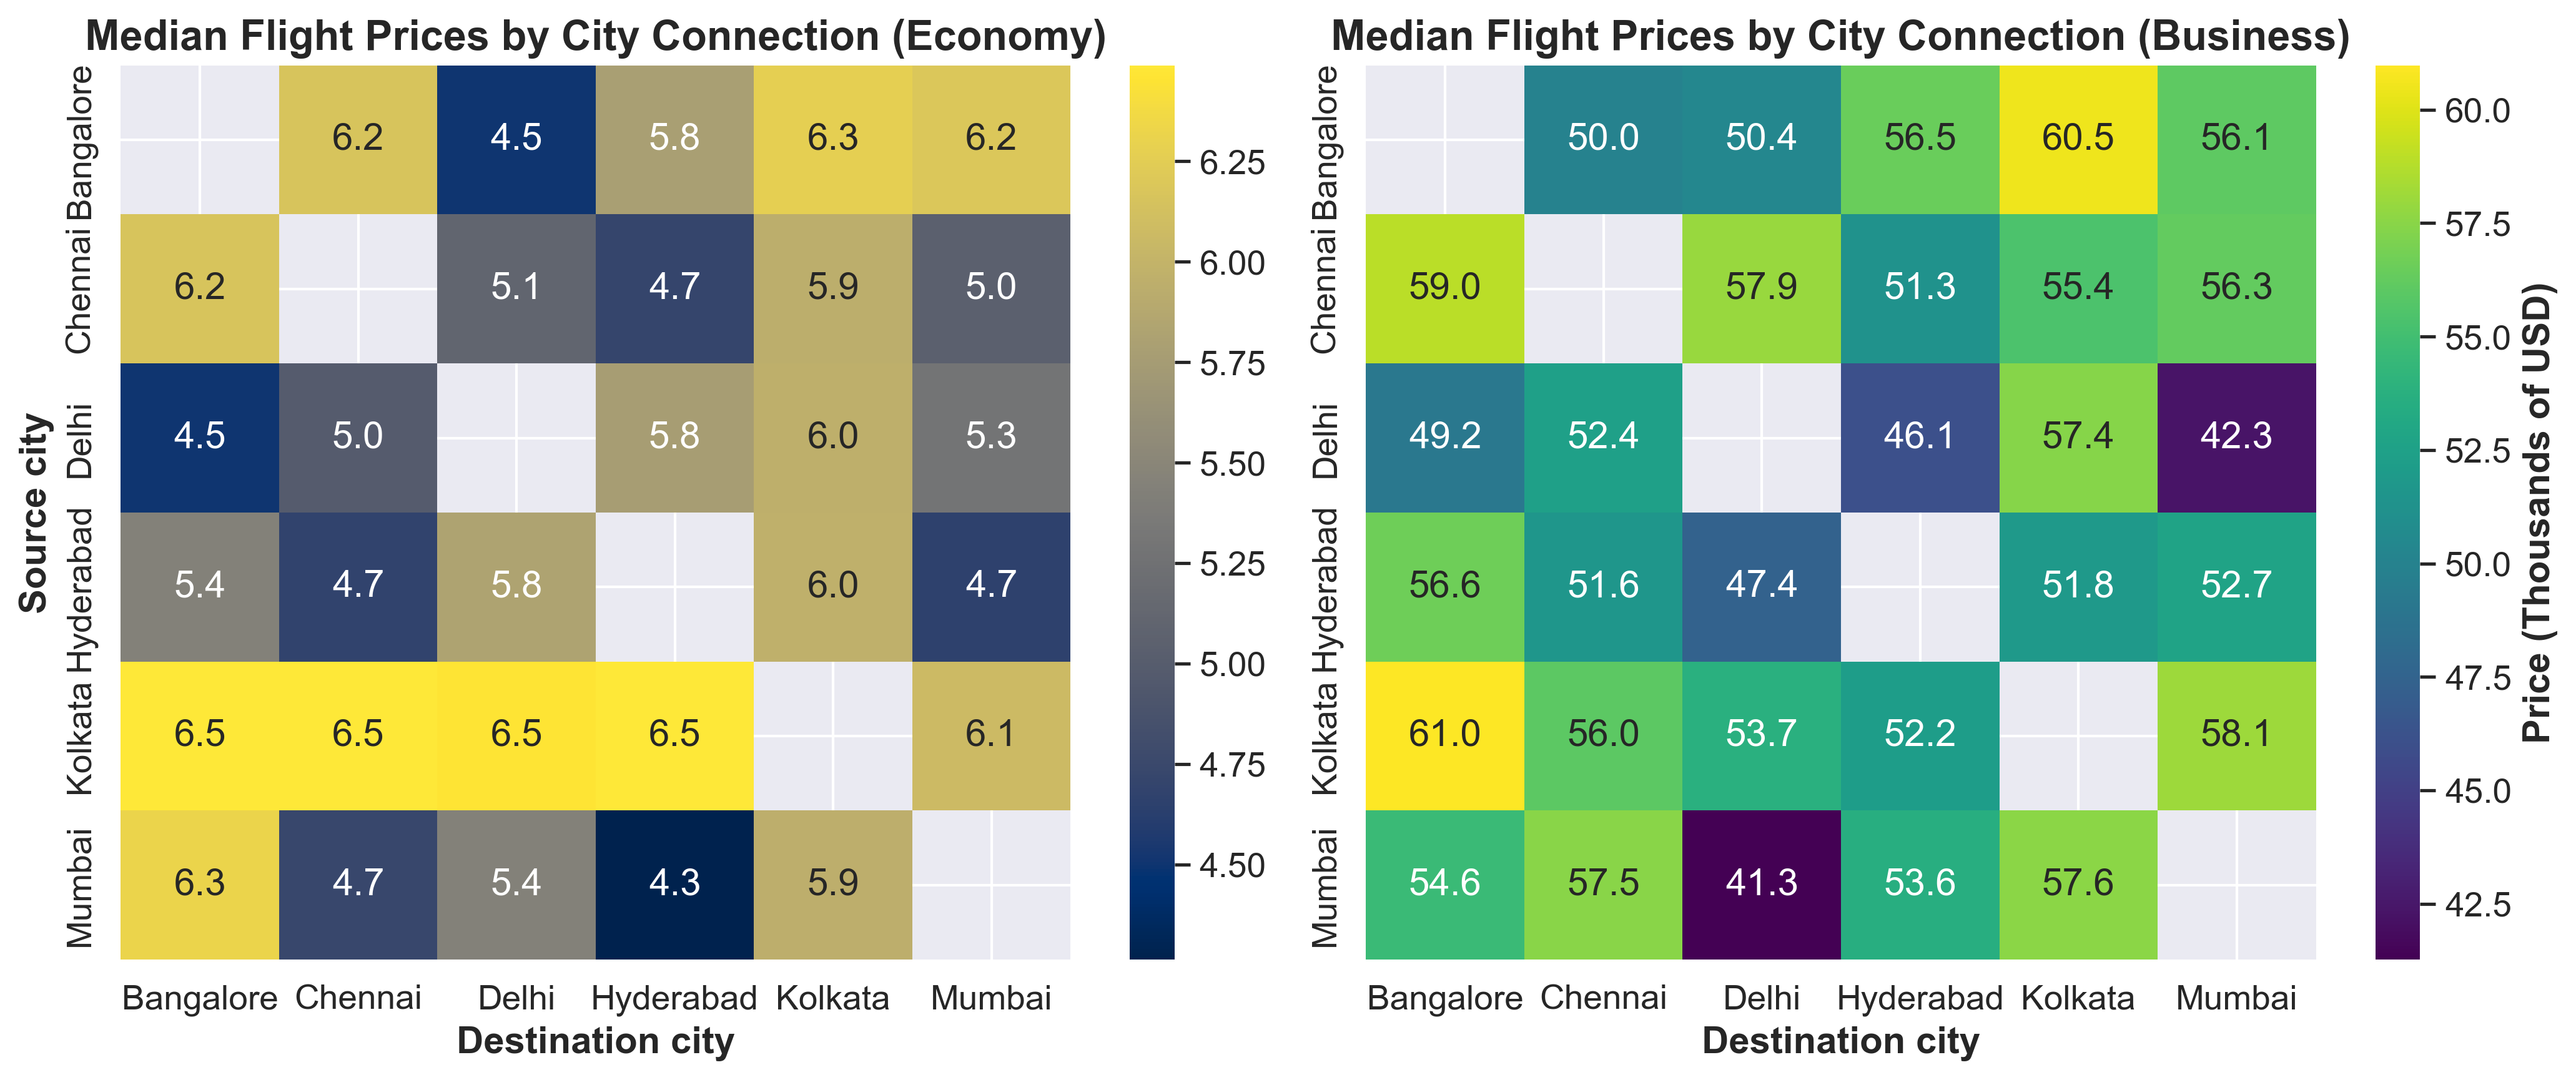 Median Flight Prices by City Connection (Economy)
Source city
Bangalore
6.2 4.5 5.8 6.3 6.2
Chennai
6.2 5.1 4.7 5.9 5.0
Delhi
4.5 5.0 5.8 6.0 5.3
Hyderabad
5.4 4.7 5.8 6.0 4.7
Kolkata
6.5 6.5 6.5 6.5 6.1
Mumbai
6.3 4.7 5.4 4.3 5.9
Bangalore Chennai Delhi Hyderabad Kolkata Mumbai
Destination city
6.25
6.00
5.75
5.50
5.25
5.00
4.75
4.50
Median Flight Prices by City Connection (Business)
Bangalore
50.0 50.4 56.5 60.5 56.1
Chennai
59.0 57.9 51.3 55.4 56.3
Delhi
49.2 52.4 46.1 57.4 42.3
Hyderabad
56.6 51.6 47.4 51.8 52.7
Kolkata
61.0 56.0 53.7 52.2 58.1
Mumbai
54.6 57.5 41.3 53.6 57.6
Bangalore Chennai Delhi Hyderabad Kolkata Mumbai
Destination city
60.0
57.5
55.0
52.5
50.0
47.5
45.0
42.5
Price (Thousands of USD)